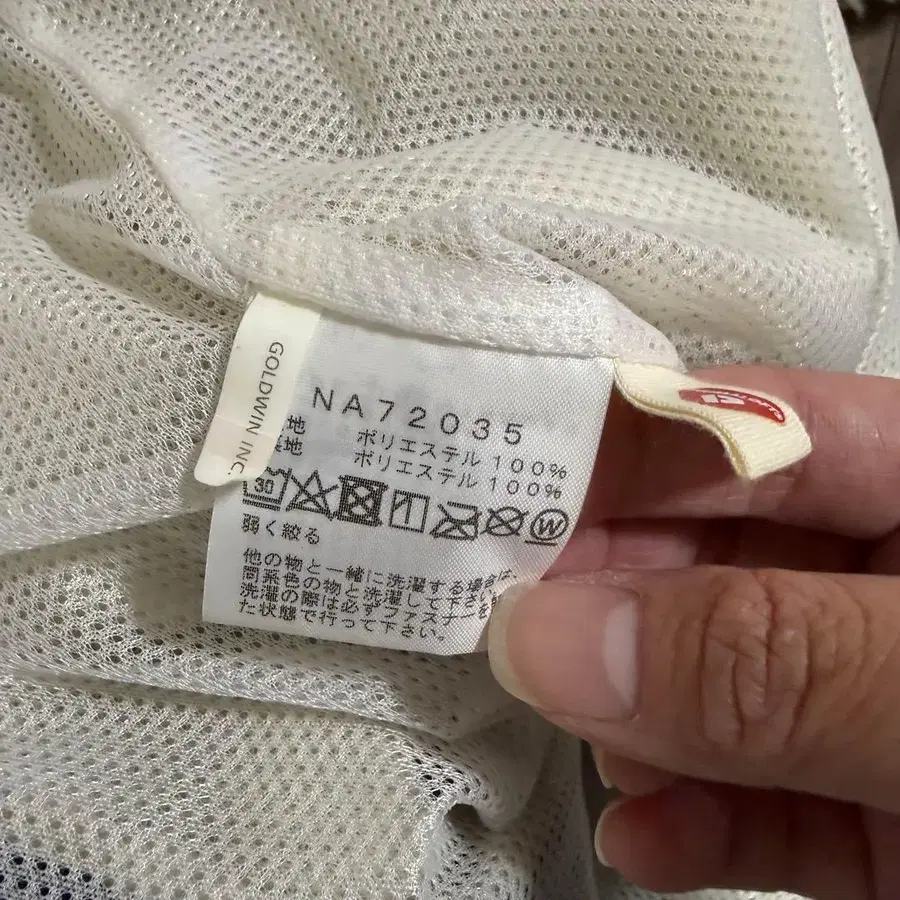 GOLDWIN INC.
NA72035
地 ポリエステル100%
地 ポリエステル100%
30
W
弱く絞る
他の物と一緒に洗濯する場合は、
同系色の物と洗濯して下さい
洗濯の際は必ずファスナーを
た状態で行って下さい。